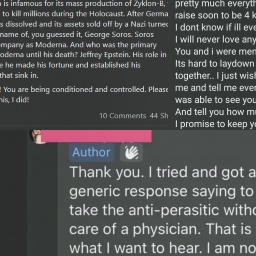 n is infamous for its mass production of Zyklon-B,
to kill millions during the Holocaust. After Germa
s dissolved and its assets sold off by a Nazi turned
name of, you guessed it, George Soros. Soros
company as Moderna. And who was the primary
oderna until his death? Jeffrey Epstein. His role in
e he made his fortune and established his
that sink in.
! You are being conditioned and controlled. Please
his, I did!
10 Comments 44 Sh
pretty much everyth
raise soon to be 4 k
I dont know if ill eve
I will never love any
You and i were mer
Its hard to laydown
together.. I just wish
me and tell me ever
was able to see you
And tell you how mu
I promise to keep yo
Author
Thank you. I tried and got a
generic response saying to
take the anti-perasitic witho
care of a physician. That is
what I want to hear. I am no